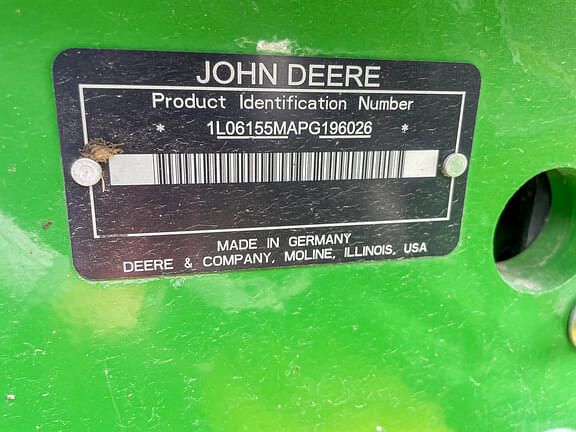 JOHN DEERE
Product Identification Number
* 1L06155MAPG196026 *
MADE IN GERMANY
DEERE & COMPANY, MOLINE, ILLINOIS, USA